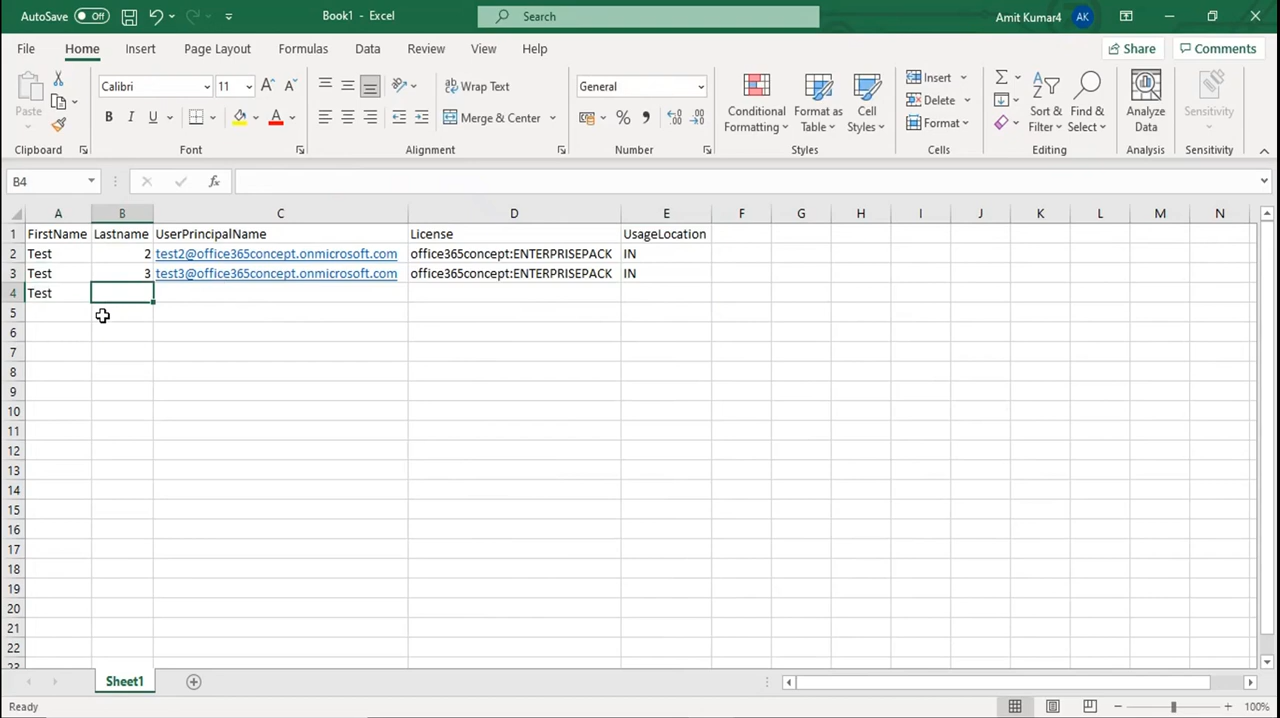 AutoSave Off Book1 - Excel Search Amit Kumar4 AK
File Home Insert Page Layout Formulas Data Review View Help Share Comments
Paste Calibri 11 Wrap Text General Conditional Formatting Format as Table Cell Styles Insert Sort & Filter Find & Select Analyze Data Sensitivity
Merge & Center Delete
Format
Clipboard Font Alignment Number Styles Cells Editing Analysis Sensitivity
B4 fx
A B C D E F G H I J K L M N
1 FirstName Lastname UserPrincipalName License UsageLocation
2 Test 2 test2@office365concept.onmicrosoft.com office365concept:ENTERPRISEPACK IN
3 Test 3 test3@office365concept.onmicrosoft.com office365concept:ENTERPRISEPACK IN
4 Test
5
6
7
8
9
10
11
12
13
14
15
16
17
18
19
20
21
22
23
Sheet1
Ready 100%